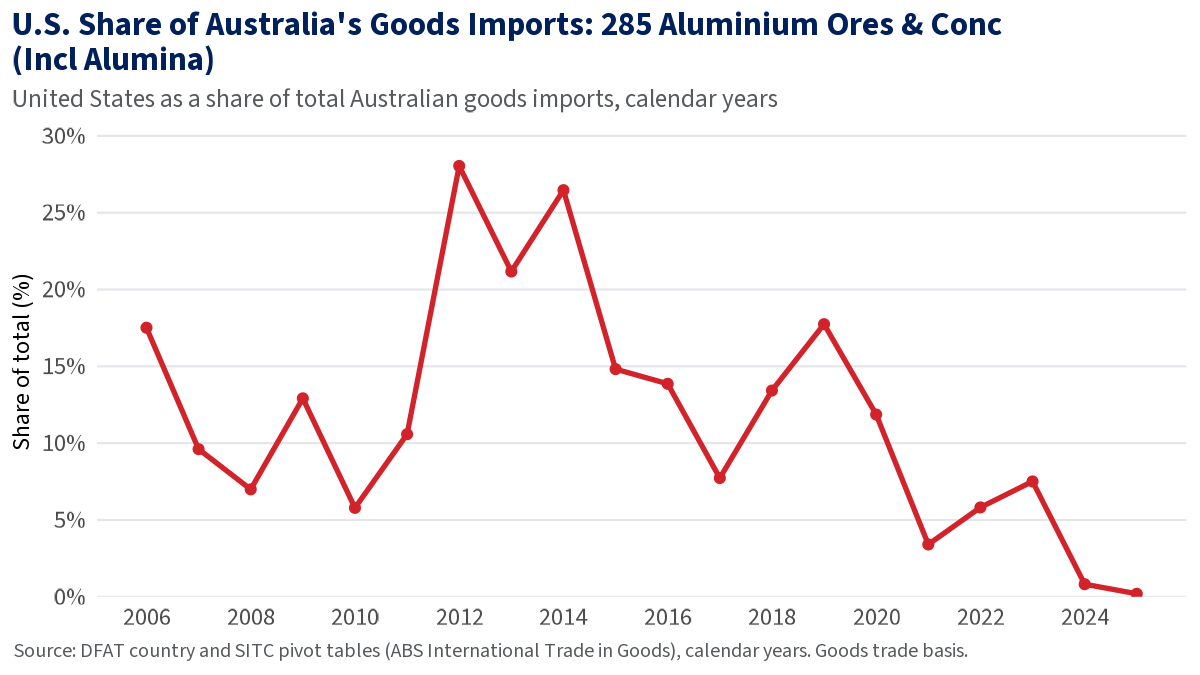 U.S. Share of Australia's Goods Imports: 285 Aluminium Ores & Conc
(Incl Alumina)
United States as a share of total Australian goods imports, calendar years
Share of total (%)
30%
25%
20%
15%
10%
5%
0%
2006 2008 2010 2012 2014 2016 2018 2020 2022 2024
Source: DFAT country and SITC pivot tables (ABS International Trade in Goods), calendar years. Goods trade basis.